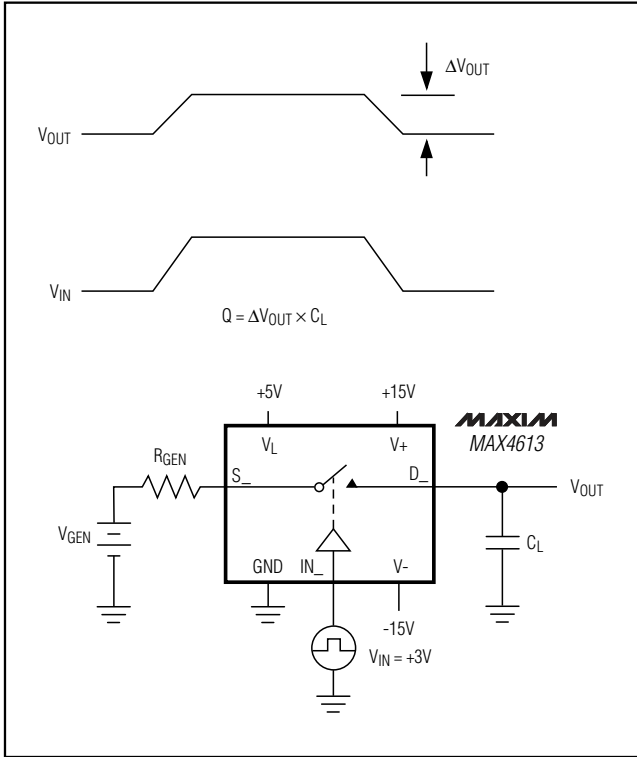 ΔVOUT
VOUT
VIN
Q = ΔVOUT × CL
+5V +15V
MAXIM
MAX4613
VL V+
RGEN
S_ D_
VOUT
VGEN
CL
GND IN_ V-
-15V
VIN = +3V